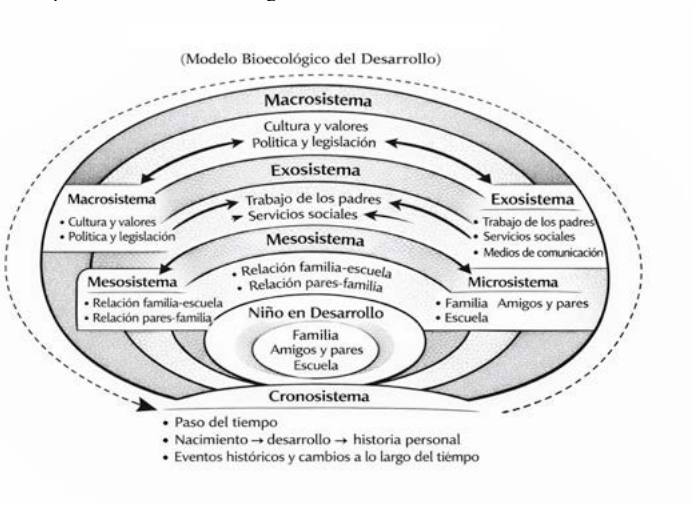 (Modelo Bioecológico del Desarrollo)
Macrosistema
Cultura y valores
Politica y legislación
Exosistema
Macrosistema
• Cultura y valores
• Politica y legislación
Trabajo de los padres
Servicios sociales
Exosistema
• Trabajo de los padres
• Servicios sociales
• Medios de comunicación
Mesosistema
• Relación familia-escuela
• Relación pares-familia
Mesosistema
• Relación familia-escuela
• Relación pares-familia
Microsistema
• Familia Amigos y pares
• Escuela
Niño en Desarrollo
Familia
Amigos y pares
Escuela
Cronosistema
• Paso del tiempo
• Nacimiento → desarrollo → historia personal
• Eventos históricos y cambios a lo largo del tiempo